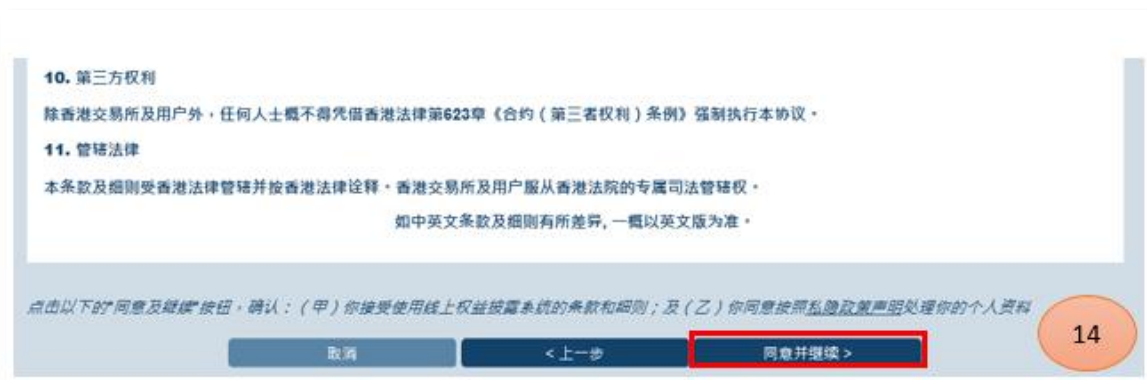 10. 第三方权利
除香港交易所及用户外，任何人士概不得凭借香港法律第623章《合约（第三者权利）条例》强制执行本协议。
11. 管辖法律
本条款及细则受香港法律管辖并按香港法律诠释。香港交易所及用户服从香港法院的专属司法管辖权。
如中英文条款及细则有所差异, 一概以英文版为准。
点击以下的"同意及继续"按钮，确认：（甲）你接受使用线上权益披露系统的条款和细则；及（乙）你同意按照私隐政策声明处理你的个人资料
取消
< 上一步
同意并继续 >
14